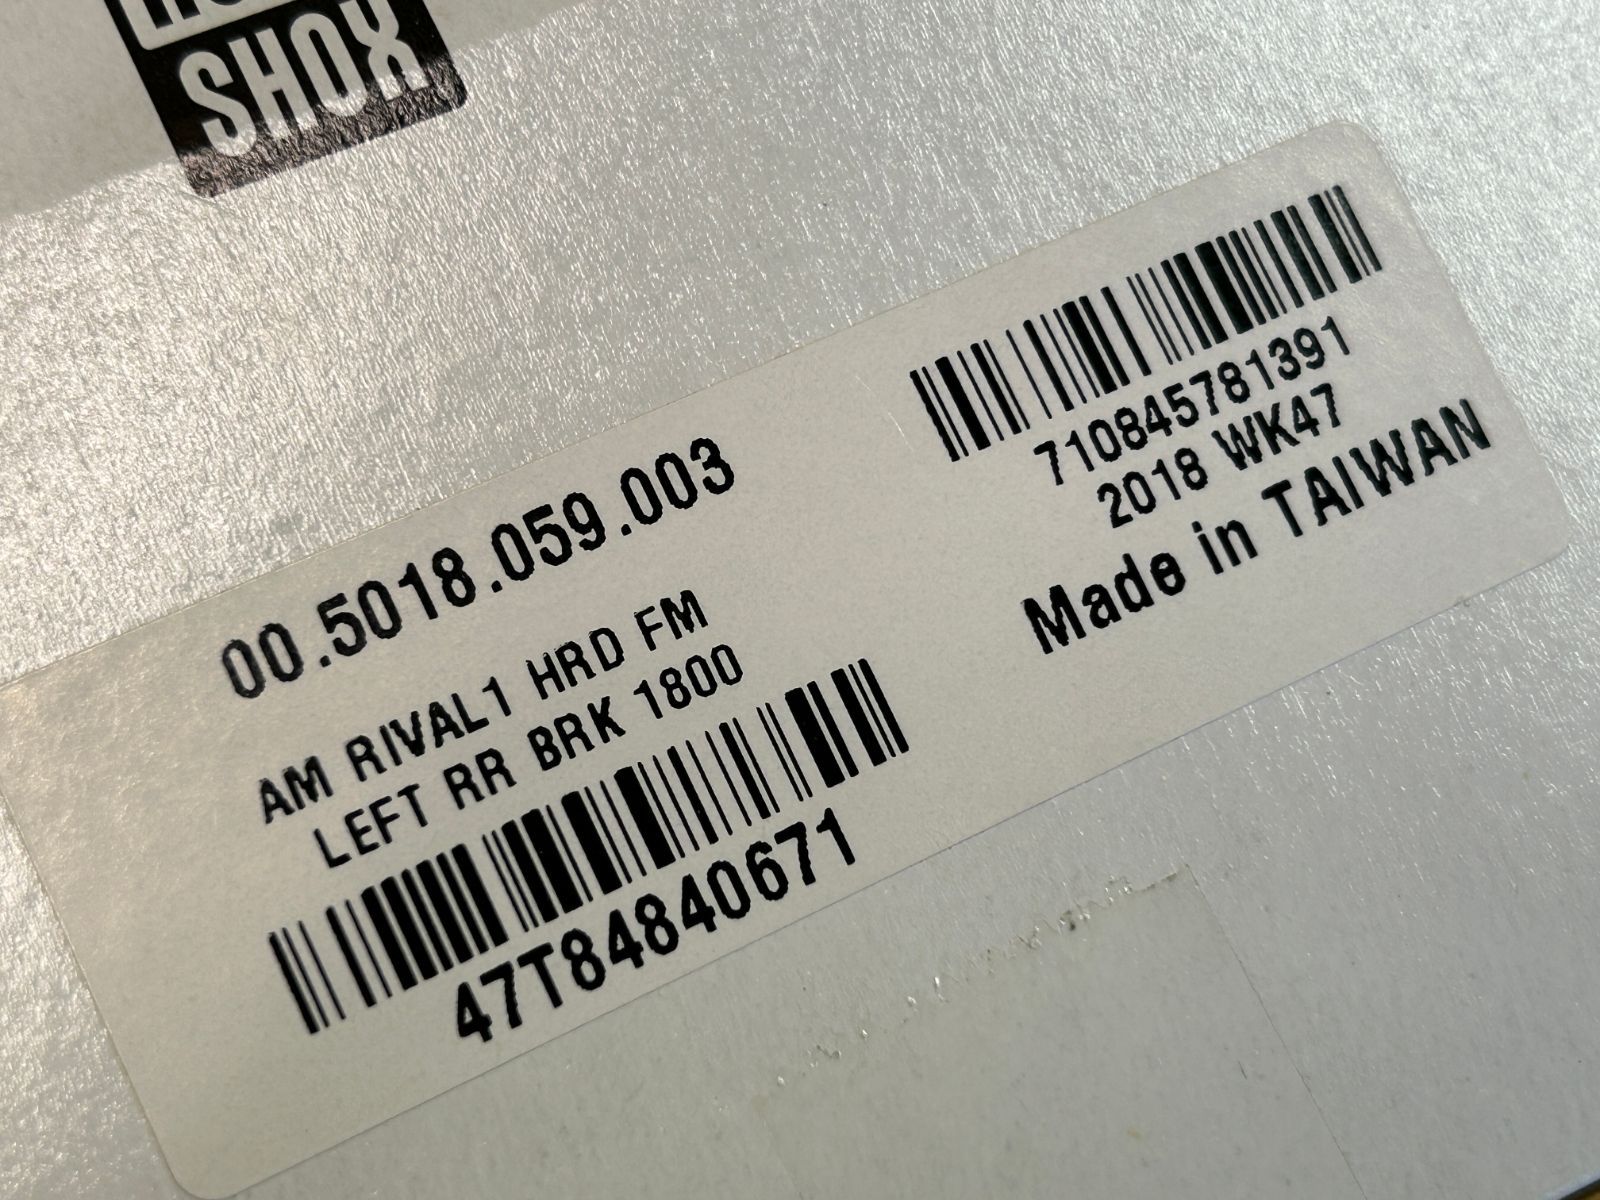 SHOX
00.5018.059.003
AM RIVAL1 HRD FM
LEFT RR BRK 1800
47T84840671
710845781391
2018 WK47
Made in TAIWAN